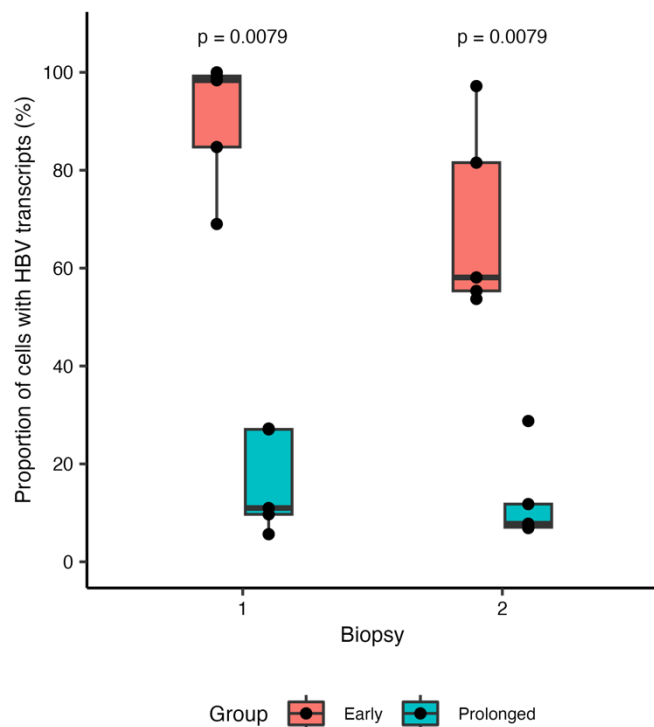 p = 0.0079 p = 0.0079
Proportion of cells with HBV transcripts (%)
100
80
60
40
20
0
1 2
Biopsy
Group Early Prolonged